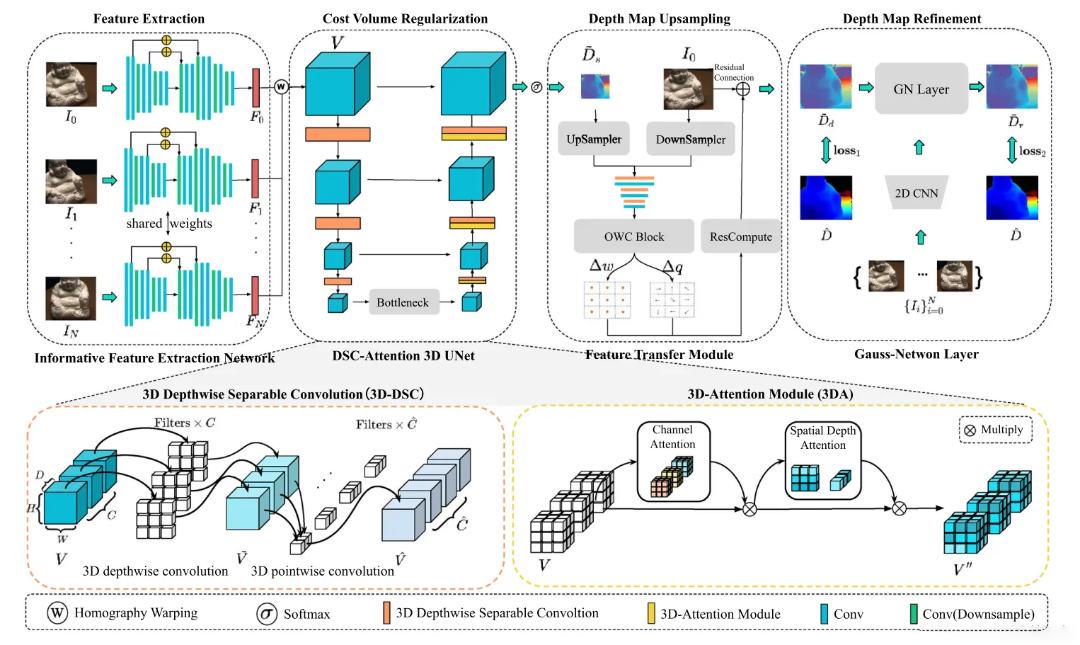 Feature Extraction
Cost Volume Regularization
Depth Map Upsampling
Depth Map Refinement
I₀
F₀
I₁
F₁
shared weights
I_N
F_N
Informative Feature Extraction Network
W
V
Bottleneck
DSC-Attention 3D UNet
σ
D̃ₛ
I₀
Residual
Connection
UpSampler
DownSampler
OWC Block
ResCompute
Δw
Δq
Feature Transfer Module
GN Layer
D̃_d
D̃ᵣ
loss₁
loss₂
2D CNN
D̂
D̂
{ ... }
{Iᵢ}ᴺᵢ₌₀
Gauss-Netwon Layer
3D Depthwise Separable Convolution（3D-DSC）
Filters × C
Filters × Ĉ
D
H
W
C
V
Ṽ
V̂
Ĉ
3D depthwise convolution
3D pointwise convolution
3D-Attention Module (3DA)
Channel
Attention
Spatial Depth
Attention
⊗ Multiply
V
V″
W Homography Warping
σ Softmax
3D Depthwise Separable Convoltion
3D-Attention Module
Conv
Conv(Downsample)